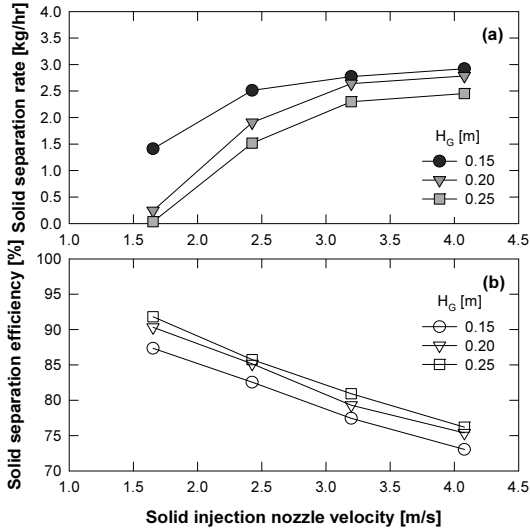 Solid separation rate [kg/hr]
4.0
3.5
3.0
2.5
2.0
1.5
1.0
0.5
0.0
(a)
H_G [m]
0.15
0.20
0.25
1.0 1.5 2.0 2.5 3.0 3.5 4.0 4.5
Solid separation efficiency [%]
100
95
90
85
80
75
70
(b)
H_G [m]
0.15
0.20
0.25
1.0 1.5 2.0 2.5 3.0 3.5 4.0 4.5
Solid injection nozzle velocity [m/s]